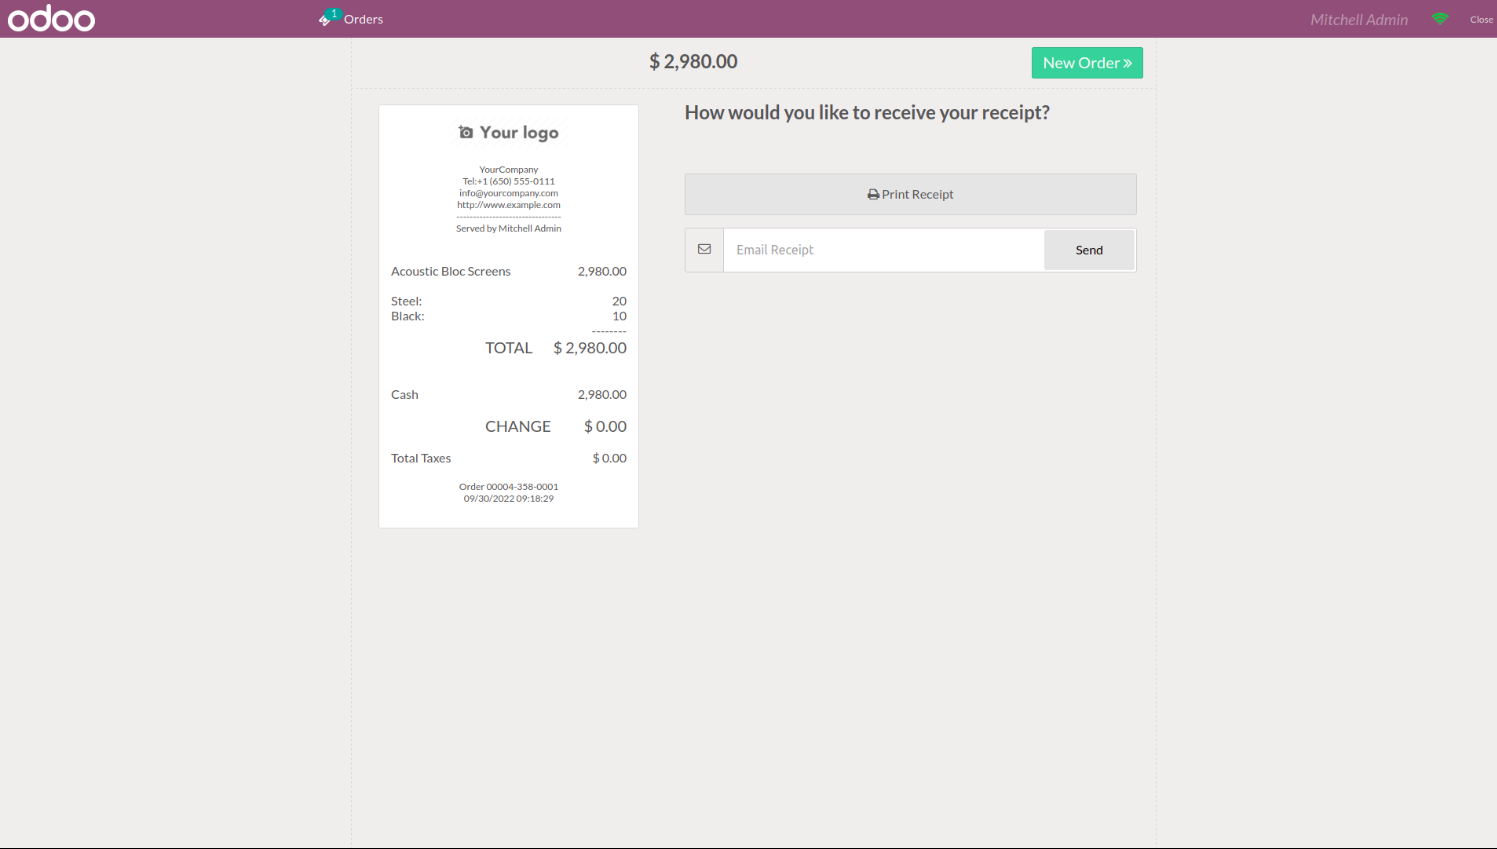 odoo
1 Orders
Mitchell Admin
Close
$ 2,980.00
New Order »
Your logo
YourCompany
Tel:+1 (650) 555-0111
info@yourcompany.com
http://www.example.com
--------------------------------
Served by Mitchell Admin
Acoustic Bloc Screens 2,980.00
Steel: 20
Black: 10
--------
TOTAL $ 2,980.00
Cash 2,980.00
CHANGE $ 0.00
Total Taxes $ 0.00
Order 00004-358-0001
09/30/2022 09:18:29
How would you like to receive your receipt?
Print Receipt
Email Receipt
Send